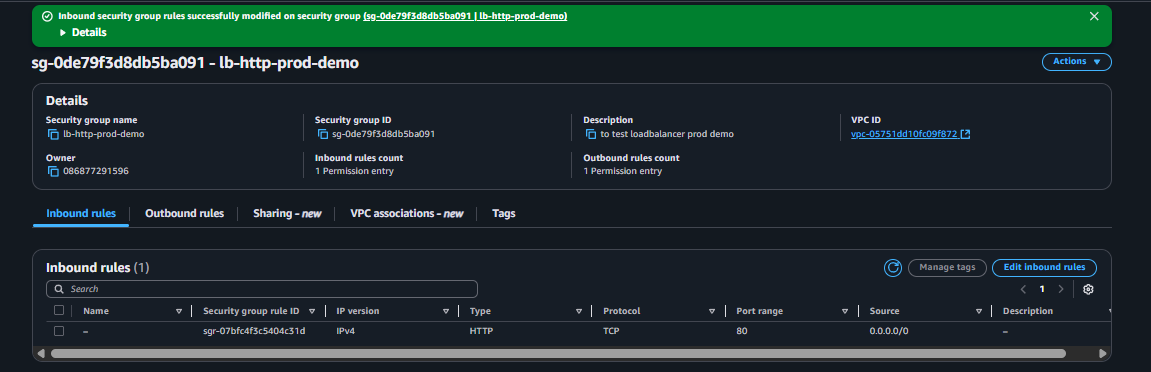 Inbound security group rules successfully modified on security group (sg-0de79f3d8db5ba091 | lb-http-prod-demo)
Details
sg-0de79f3d8db5ba091 - lb-http-prod-demo
Actions
Details
Security group name
lb-http-prod-demo
Security group ID
sg-0de79f3d8db5ba091
Description
to test loadbalancer prod demo
VPC ID
vpc-05751dd10fc09f872
Owner
086877291596
Inbound rules count
1 Permission entry
Outbound rules count
1 Permission entry
Inbound rules Outbound rules Sharing - new VPC associations - new Tags
Inbound rules (1)
Manage tags Edit inbound rules
Search
1
Name Security group rule ID IP version Type Protocol Port range Source Description
– sgr-07bfc4f3c5404c31d IPv4 HTTP TCP 80 0.0.0.0/0 –